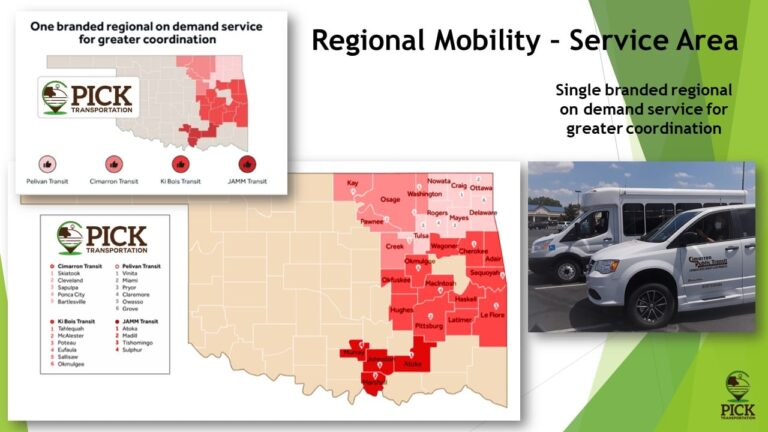 One branded regional on demand service
for greater coordination
PICK
TRANSPORTATION
Pelivan Transit
Cimarron Transit
Ki Bois Transit
JAMM Transit
Regional Mobility – Service Area
Single branded regional
on demand service for
greater coordination
PICK
TRANSPORTATION
Cimarron Transit
1 Skiatook
2 Cleveland
3 Sapulpa
4 Ponca City
5 Bartlesville
Pelivan Transit
1 Vinita
2 Miami
3 Pryor
4 Claremore
5 Owasso
6 Grove
Ki Bois Transit
1 Tahlequah
2 McAlester
3 Poteau
4 Eufaula
5 Sallisaw
6 Okmulgee
JAMM Transit
1 Atoka
2 Madill
3 Tishomingo
4 Sulphur
Kay
Osage
Washington
Nowata
Craig
Ottawa
Rogers
Mayes
Delaware
Pawnee
Tulsa
Creek
Wagoner
Cherokee
Adair
Okmulgee
Sequoyah
Okfuskee
MacIntosh
Haskell
Hughes
Le Flore
Pittsburg
Latimer
Murray
Johnston
Atoka
Marshall
Cimarron
Public Transit
PICK
TRANSPORTATION